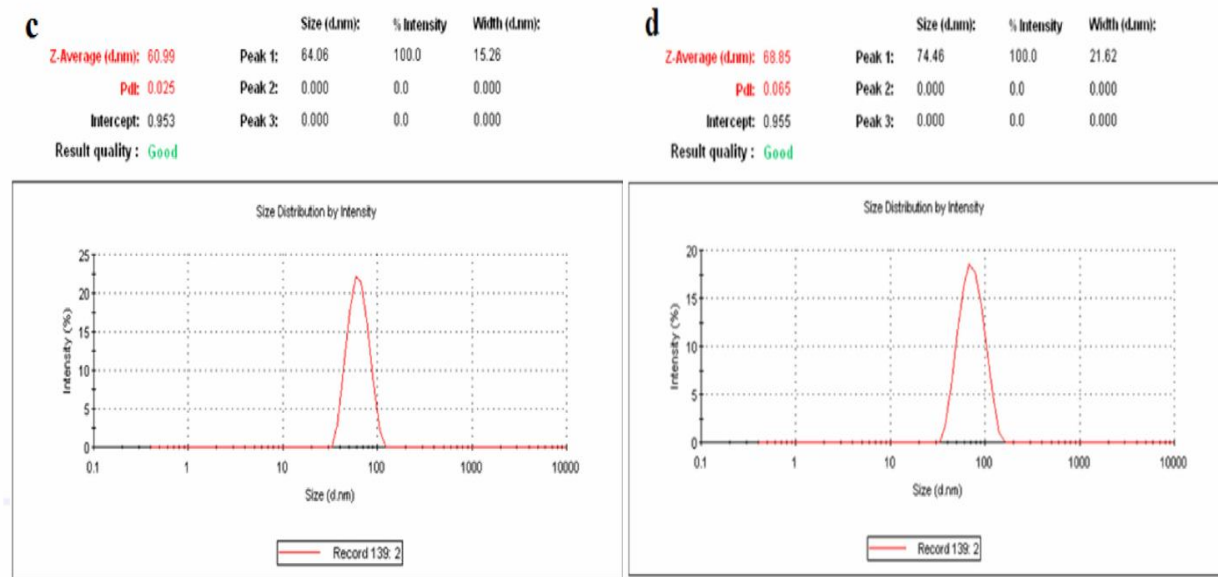 c
Size (d.nm): % Intensity Width (d.nm):
Z-Average (d.nm): 60.99 Peak 1: 64.06 100.0 15.26
PdI: 0.025 Peak 2: 0.000 0.0 0.000
Intercept: 0.953 Peak 3: 0.000 0.0 0.000
Result quality : Good
Size Distribution by Intensity
Intensity (%)
25
20
15
10
5
0
0.1 1 10 100 1000 10000
Size (d.nm)
Record 139: 2
d
Size (d.nm): % Intensity Width (d.nm):
Z-Average (d.nm): 68.85 Peak 1: 74.46 100.0 21.62
PdI: 0.065 Peak 2: 0.000 0.0 0.000
Intercept: 0.955 Peak 3: 0.000 0.0 0.000
Result quality : Good
Size Distribution by Intensity
Intensity (%)
20
15
10
5
0
0.1 1 10 100 1000 10000
Size (d.nm)
Record 139: 2